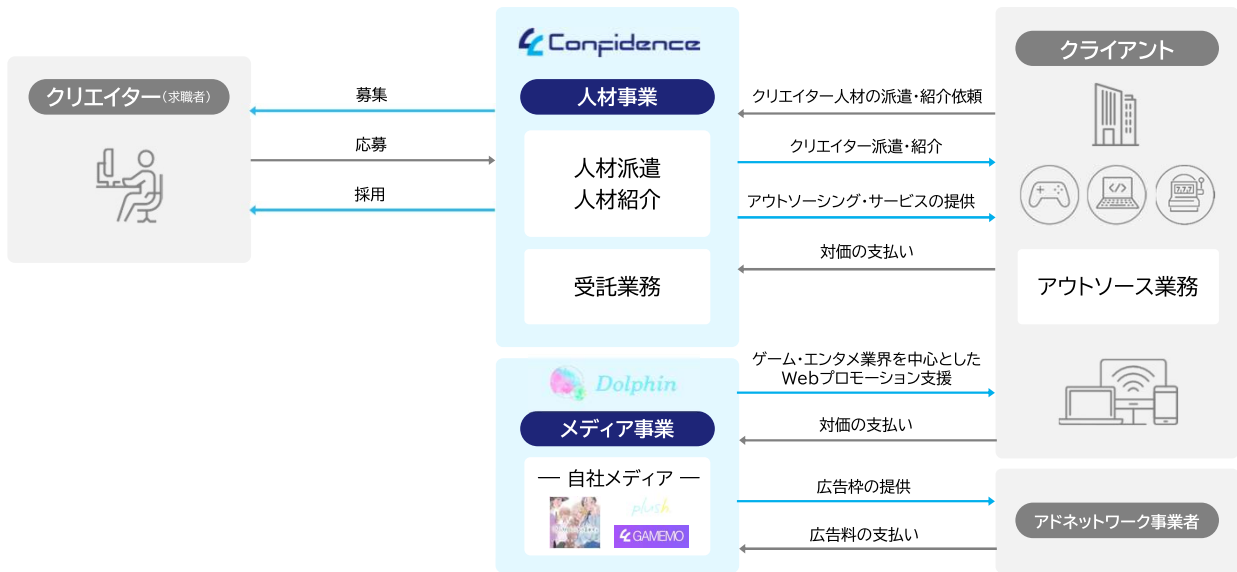 クリエイター(求職者)
募集
応募
採用
Confidence
人材事業
人材派遣
人材紹介
受託業務
クリエイター人材の派遣・紹介依頼
クリエイター派遣・紹介
アウトソーシング・サービスの提供
対価の支払い
クライアント
</>
7.7.7
アウトソース業務
Dolphin
メディア事業
― 自社メディア ―
plush
GAMEMO
ゲーム・エンタメ業界を中心とした
Webプロモーション支援
対価の支払い
広告枠の提供
広告料の支払い
アドネットワーク事業者